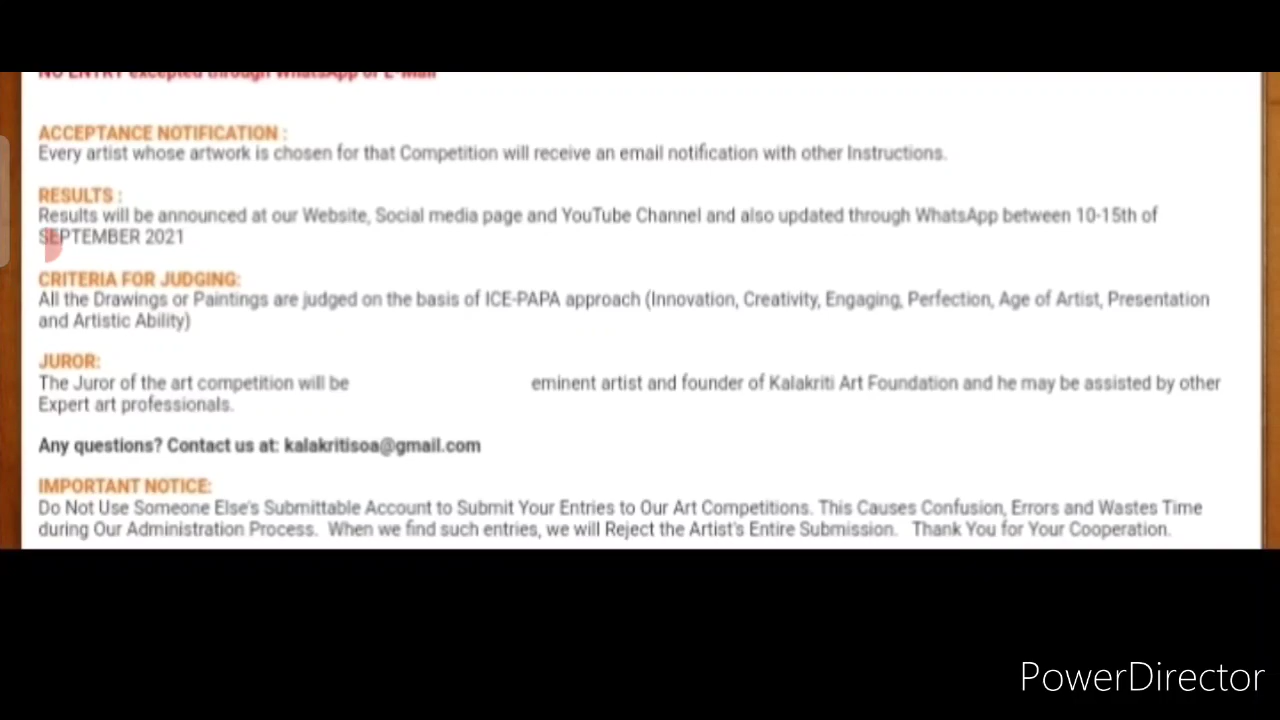 NO ENTRY excepted through WhatsApp or E-Mail
ACCEPTANCE NOTIFICATION :
Every artist whose artwork is chosen for that Competition will receive an email notification with other Instructions.
RESULTS :
Results will be announced at our Website, Social media page and YouTube Channel and also updated through WhatsApp between 10-15th of
SEPTEMBER 2021
CRITERIA FOR JUDGING:
All the Drawings or Paintings are judged on the basis of ICE-PAPA approach (Innovation, Creativity, Engaging, Perfection, Age of Artist, Presentation
and Artistic Ability)
JUROR:
The Juror of the art competition will be eminent artist and founder of Kalakriti Art Foundation and he may be assisted by other
Expert art professionals.
Any questions? Contact us at: kalakritisoa@gmail.com
IMPORTANT NOTICE:
Do Not Use Someone Else's Submittable Account to Submit Your Entries to Our Art Competitions. This Causes Confusion, Errors and Wastes Time
during Our Administration Process. When we find such entries, we will Reject the Artist's Entire Submission. Thank You for Your Cooperation.
PowerDirector